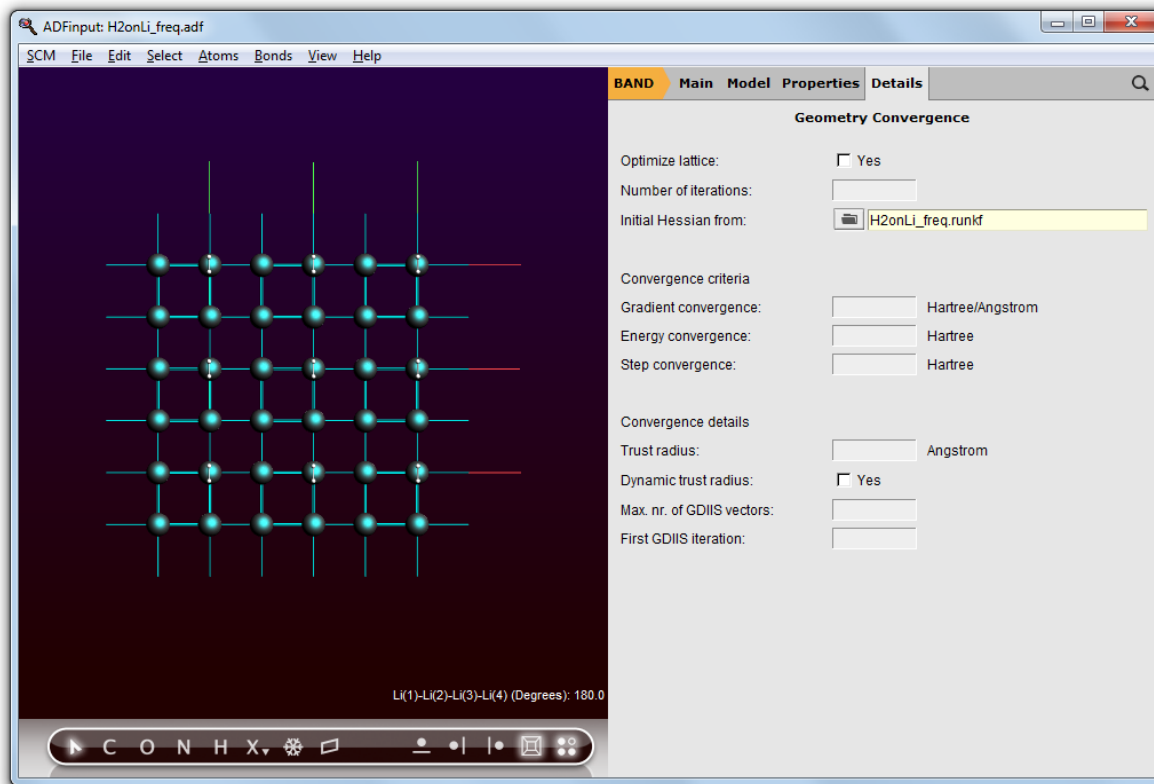 ADFinput: H2onLi_freq.adf
SCM File Edit Select Atoms Bonds View Help
BAND Main Model Properties Details
Geometry Convergence
Optimize lattice: Yes
Number of iterations:
Initial Hessian from: H2onLi_freq.runkf
Convergence criteria
Gradient convergence: Hartree/Angstrom
Energy convergence: Hartree
Step convergence: Hartree
Convergence details
Trust radius: Angstrom
Dynamic trust radius: Yes
Max. nr. of GDIIS vectors:
First GDIIS iteration:
Li(1)-Li(2)-Li(3)-Li(4) (Degrees): 180.0
C O N H X